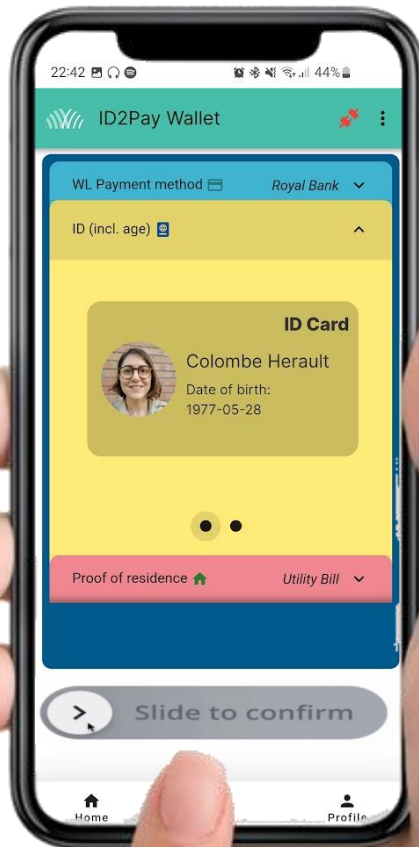 22:42 44%
ID2Pay Wallet
WL Payment method Royal Bank
ID (incl. age)
ID Card
Colombe Herault
Date of birth:
1977-05-28
Proof of residence Utility Bill
Slide to confirm
Home Profile